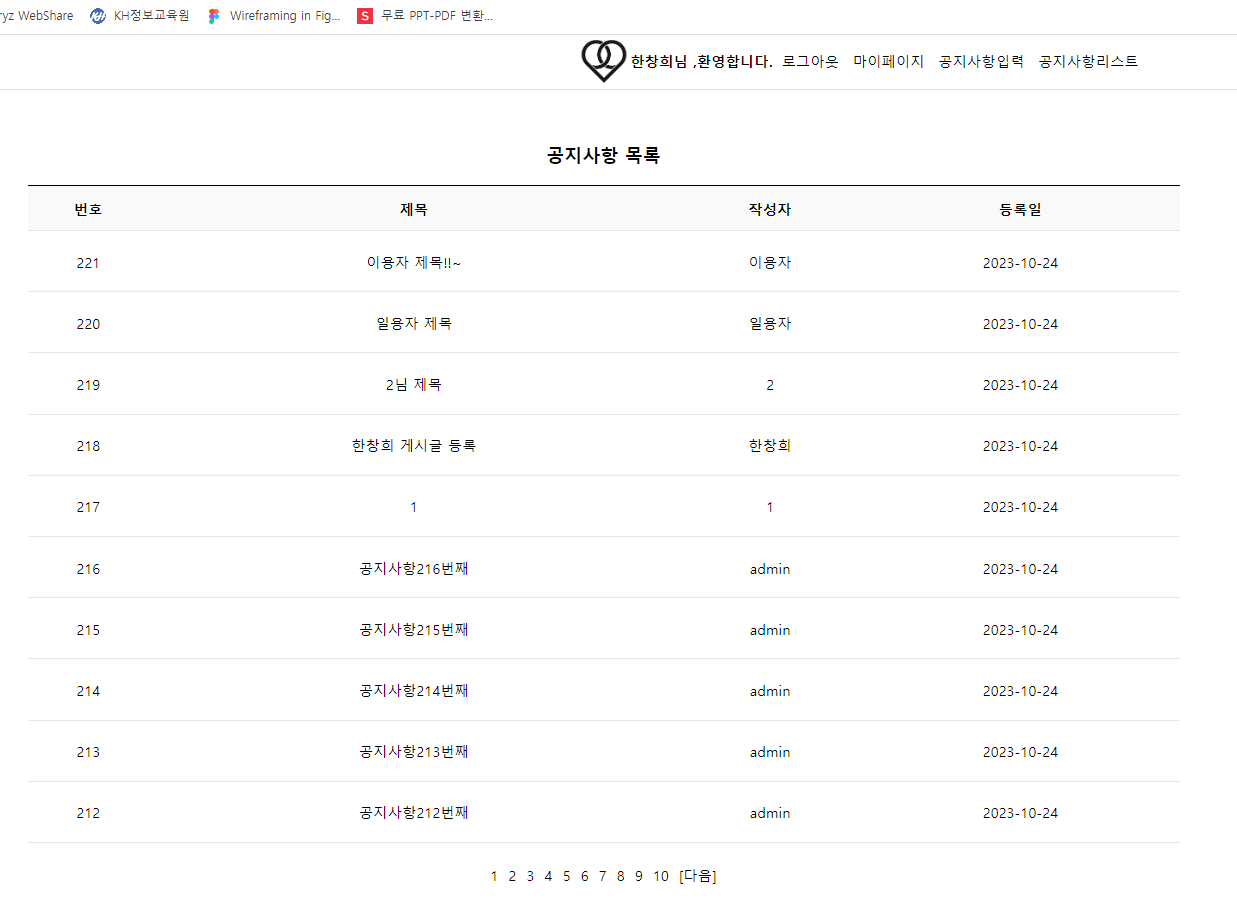 ryz WebShare KH정보교육원 Wireframing in Fig... S 무료 PPT-PDF 변환...
한창희님 ,환영합니다. 로그아웃 마이페이지 공지사항입력 공지사항리스트
공지사항 목록
번호 제목 작성자 등록일
221 이용자 제목!!~ 이용자 2023-10-24
220 일용자 제목 일용자 2023-10-24
219 2님 제목 2 2023-10-24
218 한창희 게시글 등록 한창희 2023-10-24
217 1 1 2023-10-24
216 공지사항216번째 admin 2023-10-24
215 공지사항215번째 admin 2023-10-24
214 공지사항214번째 admin 2023-10-24
213 공지사항213번째 admin 2023-10-24
212 공지사항212번째 admin 2023-10-24
1 2 3 4 5 6 7 8 9 10 [다음]